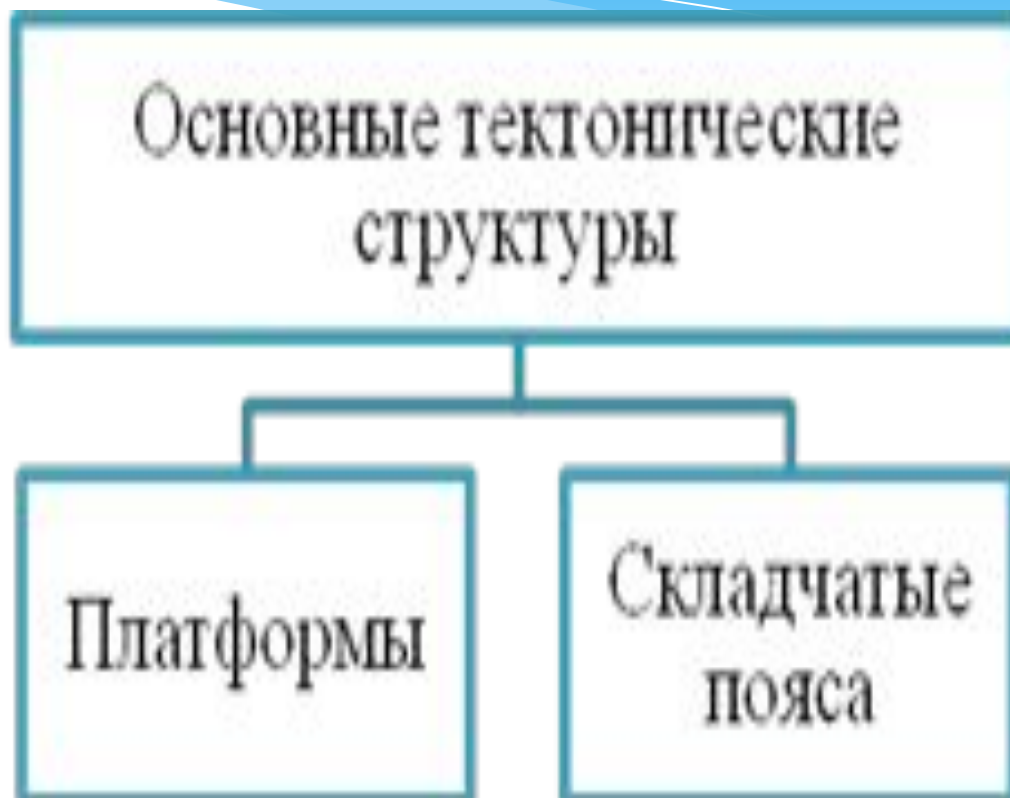 Основные тектонические
структуры
Платформы
Складчатые
пояса